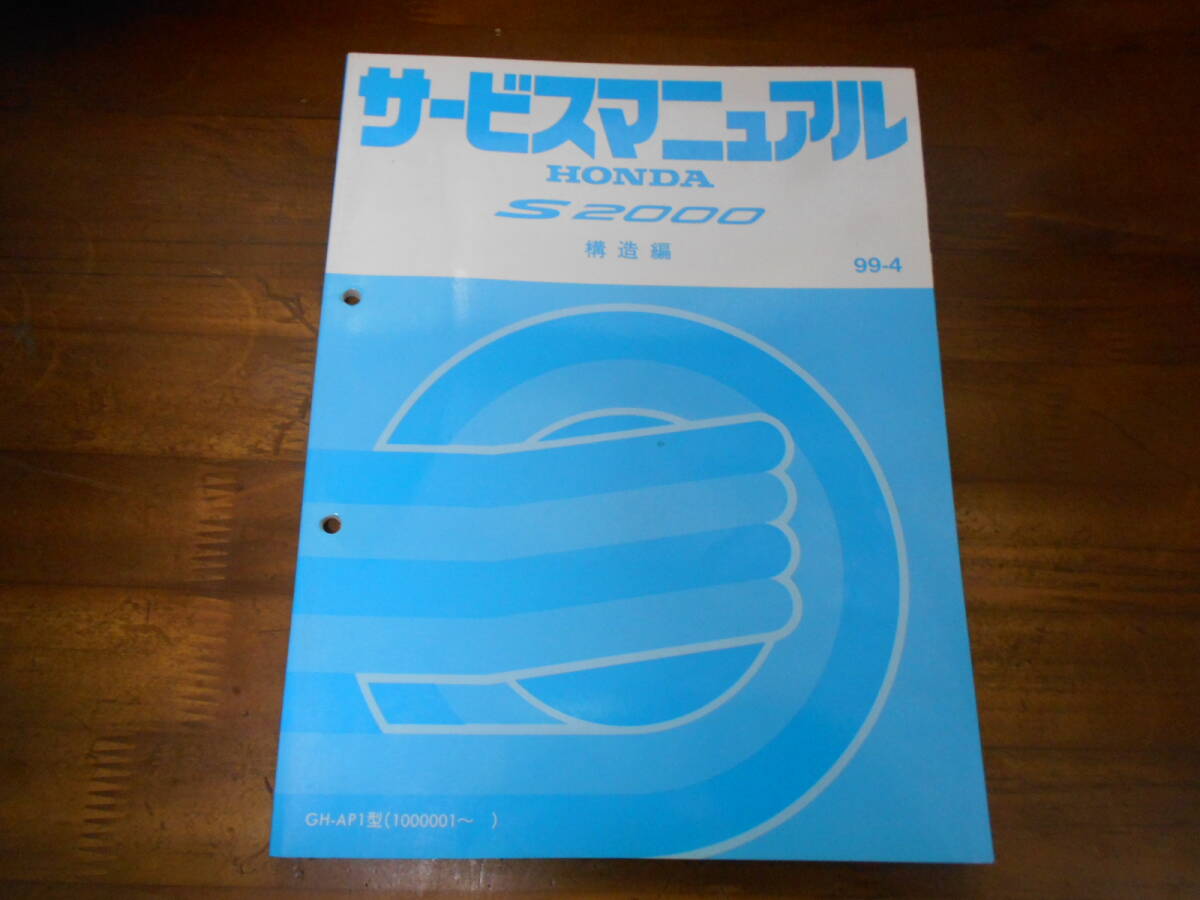 サービスマニュアル
HONDA
S2000
構造編
99-4
GH-AP1型(1000001～　)